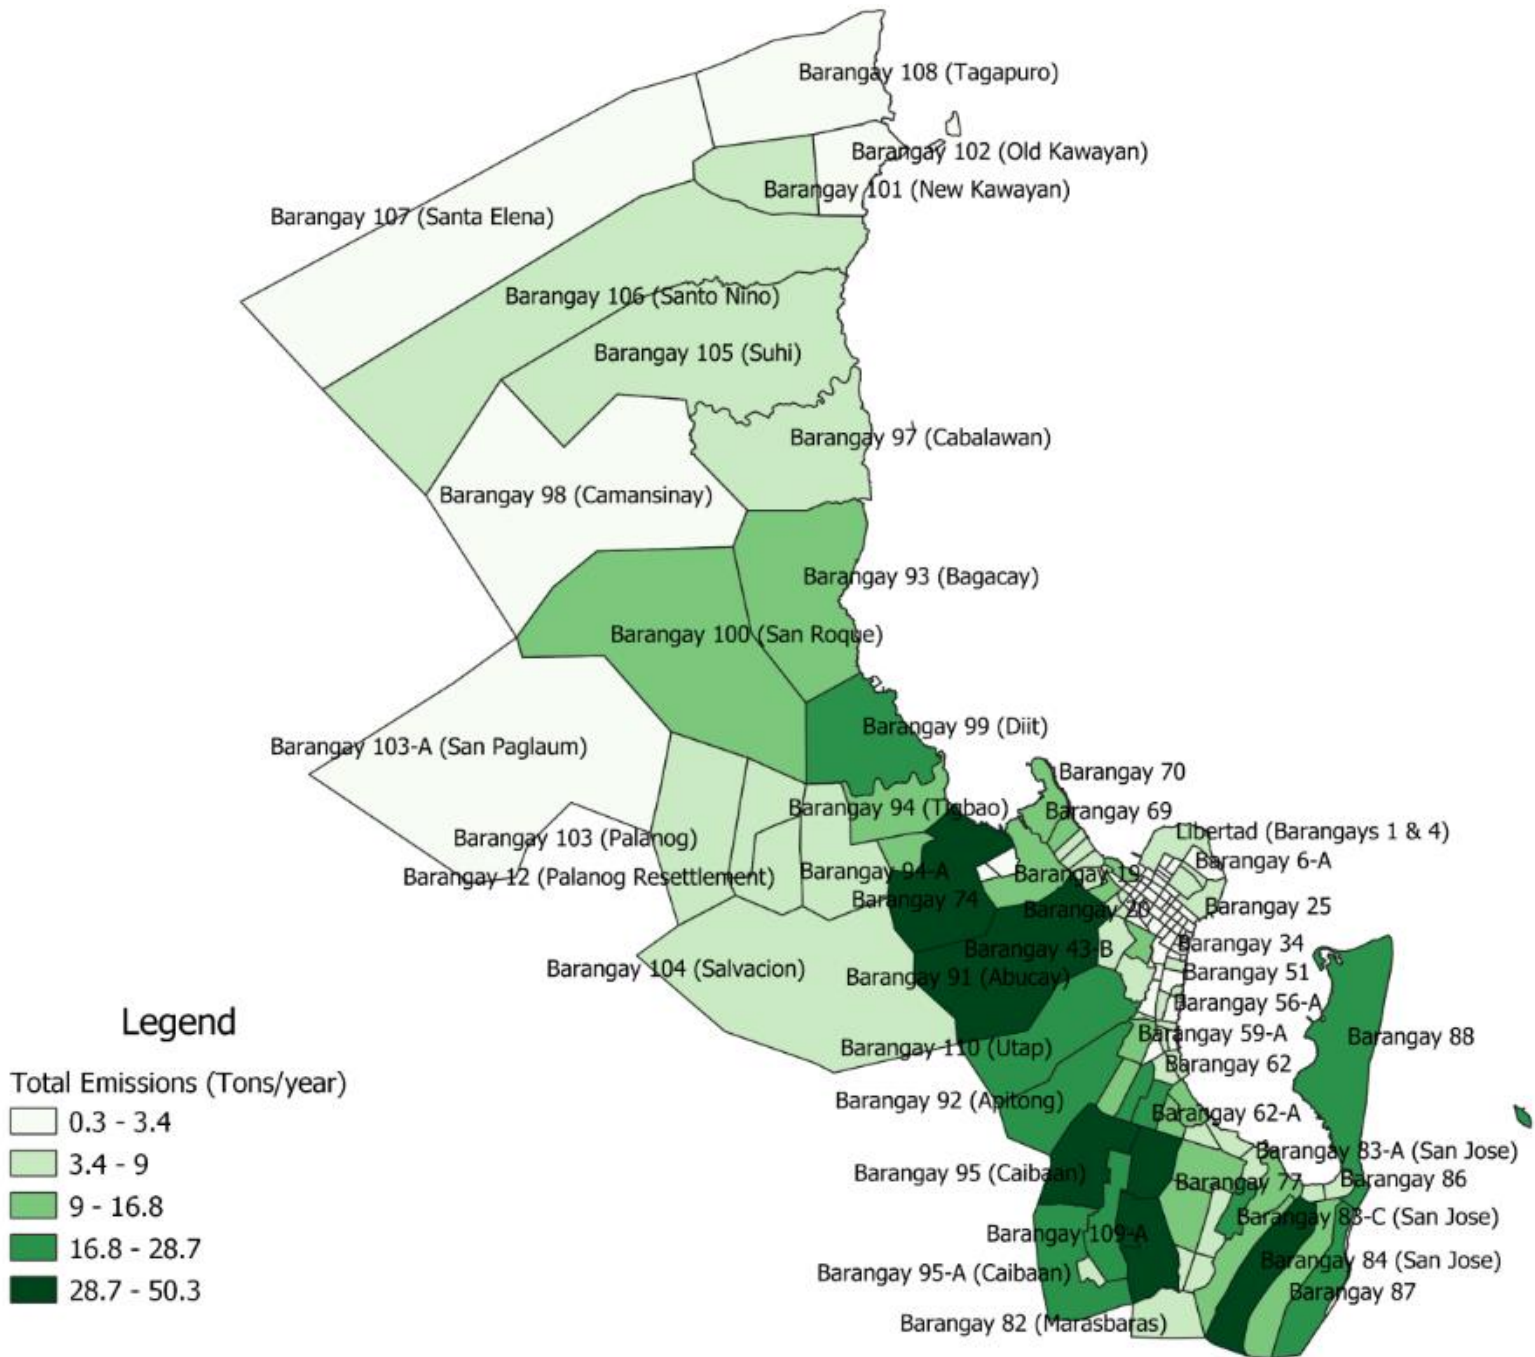 Barangay 108 (Tagapuro)
Barangay 102 (Old Kawayan)
Barangay 101 (New Kawayan)
Barangay 107 (Santa Elena)
Barangay 106 (Santo Nino)
Barangay 105 (Suhi)
Barangay 97 (Cabalawan)
Barangay 98 (Camansinay)
Barangay 93 (Bagacay)
Barangay 100 (San Roque)
Barangay 99 (Diit)
Barangay 103-A (San Paglaum)
Barangay 70
Barangay 94 (Tigbao)
Barangay 69
Libertad (Barangays 1 & 4)
Barangay 103 (Palanog)
Barangay 6-A
Barangay 12 (Palanog Resettlement)
Barangay 94-A
Barangay 19
Barangay 74
Barangay 20
Barangay 25
Barangay 43-B
Barangay 34
Barangay 104 (Salvacion)
Barangay 91 (Abucay)
Barangay 51
Barangay 56-A
Barangay 59-A
Barangay 88
Barangay 110 (Utap)
Barangay 62
Barangay 92 (Apitong)
Barangay 62-A
Barangay 83-A (San Jose)
Barangay 95 (Caibaan)
Barangay 77
Barangay 86
Barangay 83-C (San Jose)
Barangay 109-A
Barangay 84 (San Jose)
Barangay 95-A (Caibaan)
Barangay 87
Barangay 82 (Marasbaras)
Legend
Total Emissions (Tons/year)
0.3 - 3.4
3.4 - 9
9 - 16.8
16.8 - 28.7
28.7 - 50.3